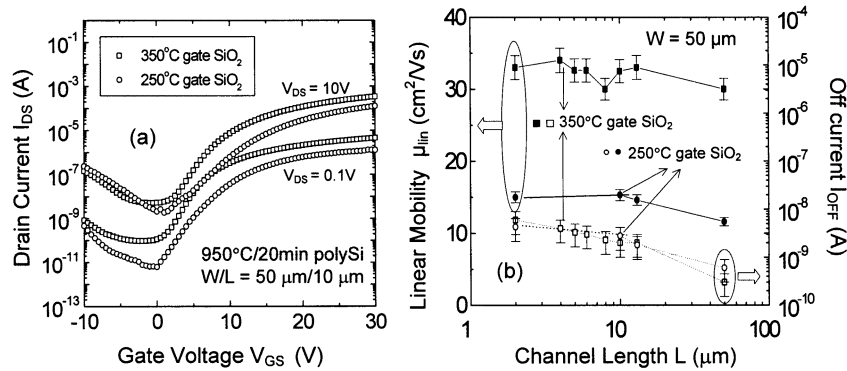 10⁻¹
10⁻³
10⁻⁵
10⁻⁷
10⁻⁹
10⁻¹¹
10⁻¹³
Drain Current I_DS (A)
350°C gate SiO₂
250°C gate SiO₂
V_DS = 10V
(a)
V_DS = 0.1V
950°C/20min polySi
W/L = 50 μm/10 μm
-10
0
10
20
30
Gate Voltage V_GS (V)
40
30
20
10
0
Linear Mobility μ_lin (cm²/Vs)
W = 50 μm
350°C gate SiO₂
250°C gate SiO₂
(b)
10⁻⁴
10⁻⁵
10⁻⁶
10⁻⁷
10⁻⁸
10⁻⁹
10⁻¹⁰
Off current I_OFF (A)
1
10
100
Channel Length L (μm)